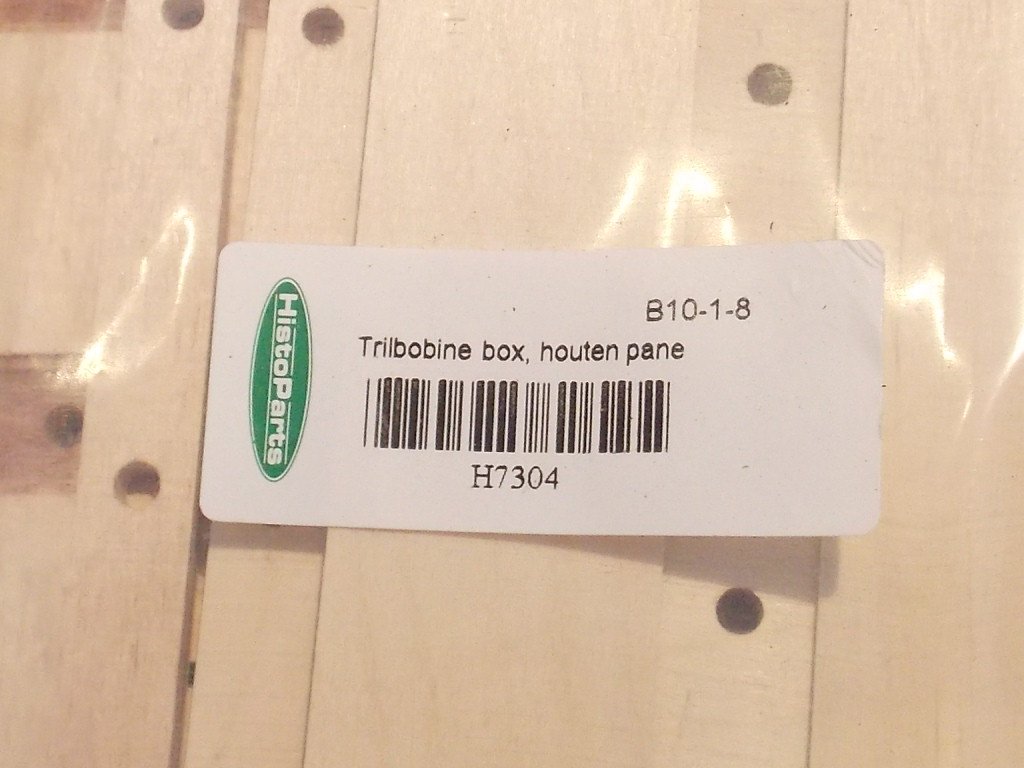 HistoParts
B10-1-8
Trilbobine box, houten pane
H7304